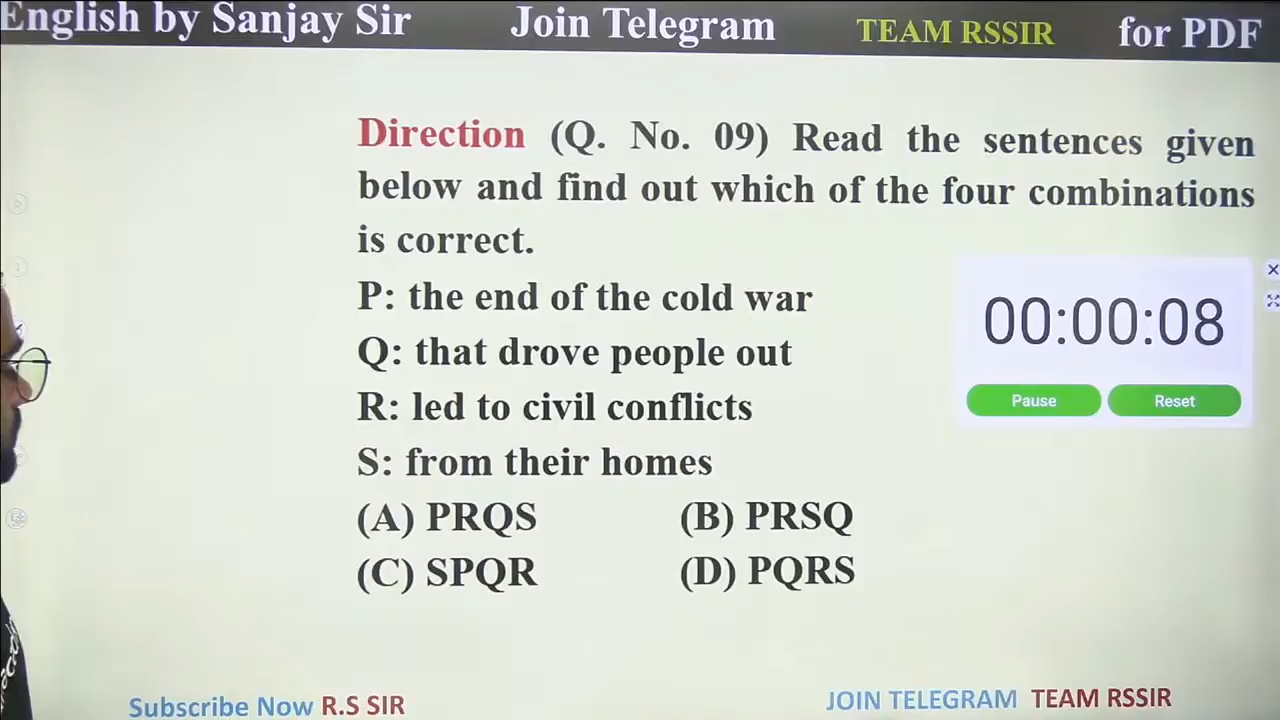 English by Sanjay Sir Join Telegram TEAM RSSIR for PDF
Direction (Q. No. 09) Read the sentences given
below and find out which of the four combinations
is correct.
P: the end of the cold war
Q: that drove people out
R: led to civil conflicts
S: from their homes
(A) PRQS (B) PRSQ
(C) SPQR (D) PQRS
00:00:08
Pause Reset
Subscribe Now R.S SIR JOIN TELEGRAM TEAM RSSIR